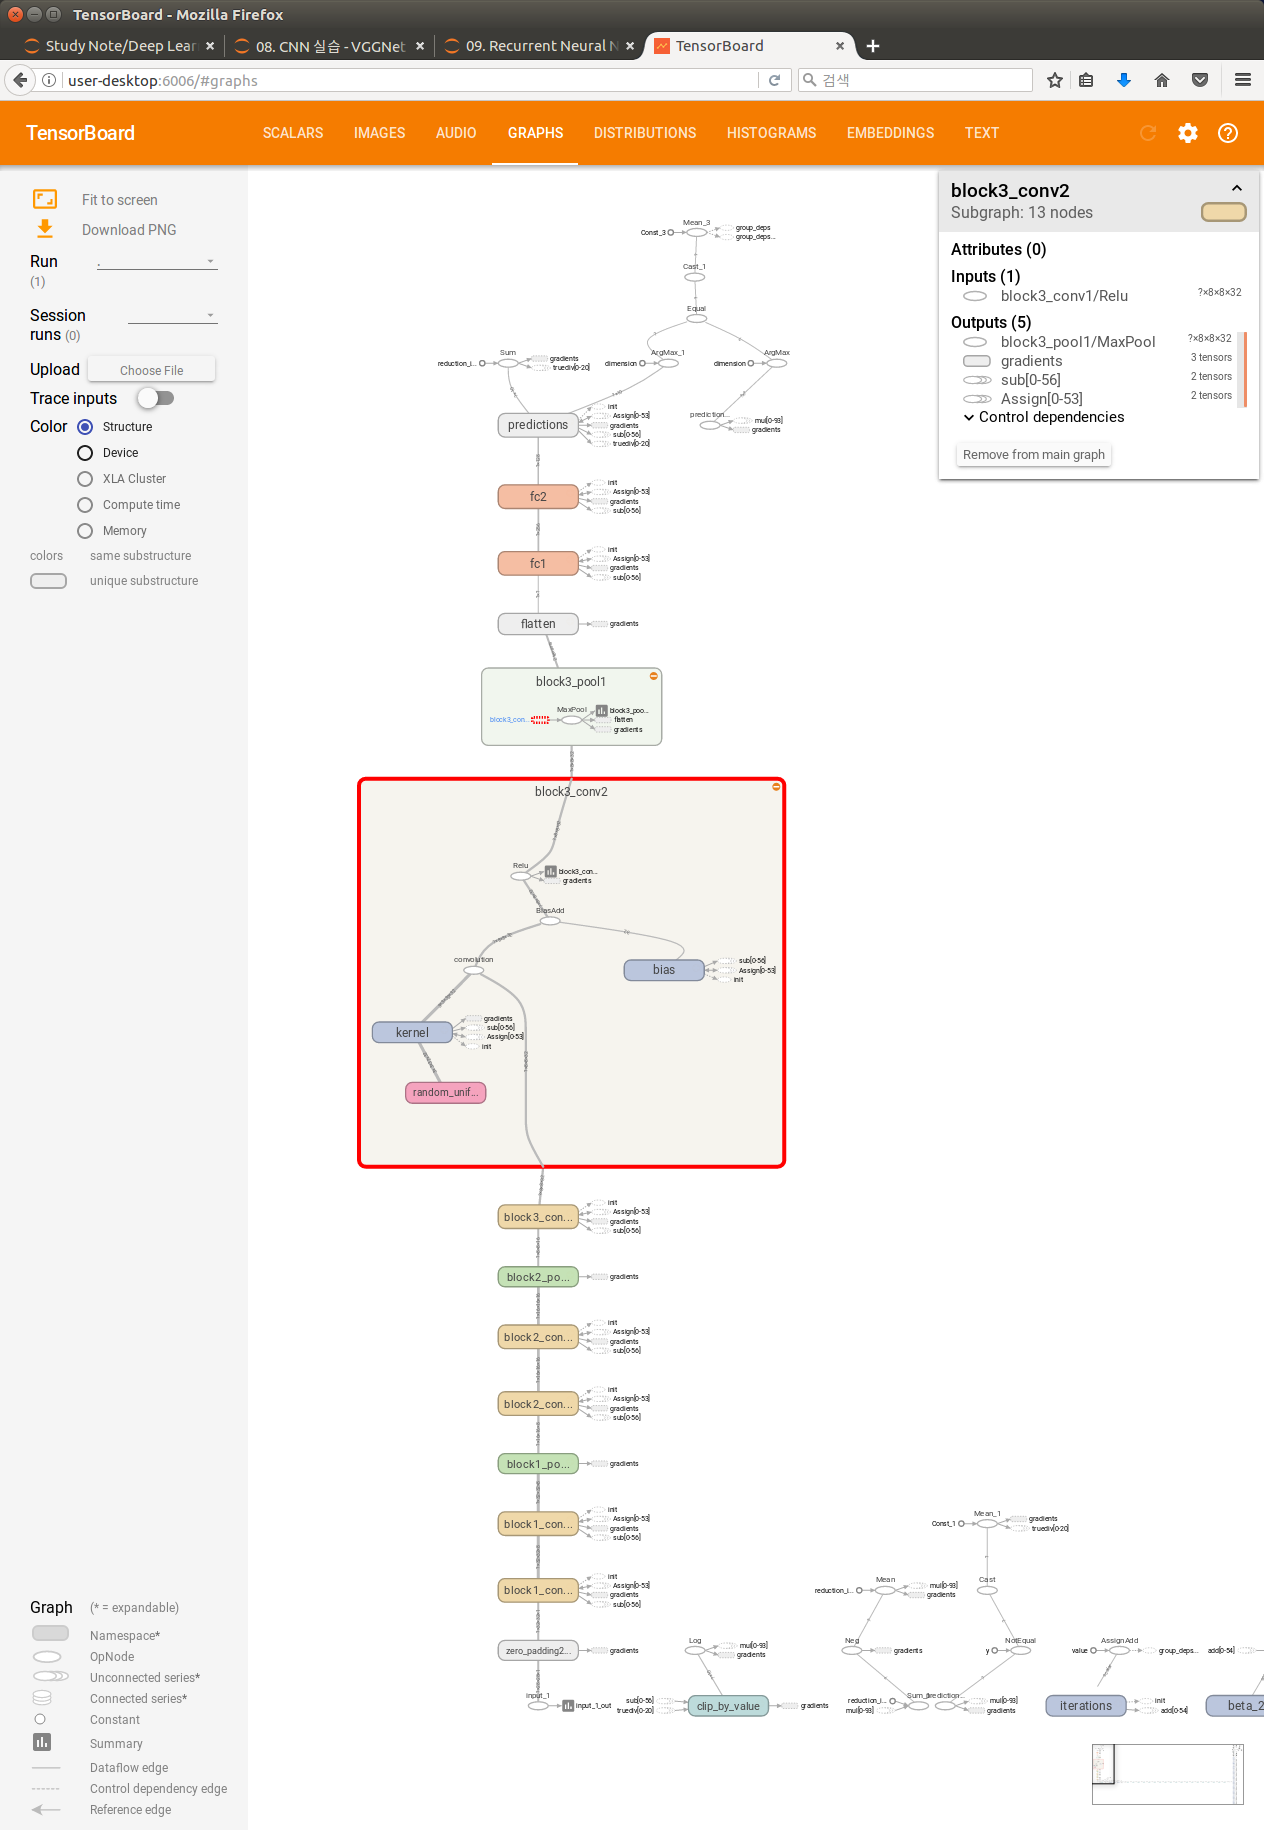 TensorBoard - Mozilla Firefox
Study Note/Deep Lear
08. CNN 실습 - VGGNet
09. Recurrent Neural N
TensorBoard
user-desktop:6006/#graphs
검색
TensorBoard
SCALARS IMAGES AUDIO GRAPHS DISTRIBUTIONS HISTOGRAMS EMBEDDINGS TEXT
Fit to screen
Download PNG
Run
(1)
.
Session
runs (0)
Upload
Choose File
Trace inputs
Color
Structure
Device
XLA Cluster
Compute time
Memory
colors same substructure
unique substructure
Graph (* = expandable)
Namespace*
OpNode
Unconnected series*
Connected series*
Constant
Summary
Dataflow edge
Control dependency edge
Reference edge
block3_conv2
Subgraph: 13 nodes
Attributes (0)
Inputs (1)
block3_conv1/Relu ?×8×8×32
Outputs (5)
block3_pool1/MaxPool ?×8×8×32
gradients 3 tensors
sub[0-56] 2 tensors
Assign[0-53] 2 tensors
Control dependencies
Remove from main graph
Mean_3
Const_3
group_deps
group_deps...
Cast_1
Equal
Sum
reduction_i...
gradients
truediv[0-20]
ArgMax_1
dimension
ArgMax
dimension
prediction...
mul[0-93]
gradients
predictions
init
Assign[0-53]
gradients
sub[0-56]
truediv[0-20]
fc2
init
Assign[0-53]
gradients
sub[0-56]
fc1
init
Assign[0-53]
gradients
sub[0-56]
flatten
gradients
block3_pool1
MaxPool
block3_con...
block3_poo...
flatten
gradients
block3_conv2
Relu
block3_con...
gradients
BiasAdd
convolution
bias
sub[0-56]
Assign[0-53]
init
kernel
gradients
sub[0-56]
Assign[0-53]
init
random_unif...
block3_con...
init
Assign[0-53]
gradients
sub[0-56]
block2_po...
gradients
block2_con...
init
Assign[0-53]
gradients
sub[0-56]
block2_con...
init
Assign[0-53]
gradients
sub[0-56]
block1_po...
gradients
block1_con...
init
Assign[0-53]
gradients
sub[0-56]
block1_con...
init
Assign[0-53]
gradients
sub[0-56]
zero_padding2...
gradients
input_1
input_1_out
Log
mul[0-93]
gradients
sub[0-56]
truediv[0-20]
clip_by_value
gradients
Mean_1
Const_1
gradients
truediv[0-20]
Mean
reduction_i...
mul[0-93]
gradients
Cast
Neg
gradients
y
NotEqual
reduction_i...
mul[0-93]
prediction...
mul[0-93]
gradients
AssignAdd
value
group_deps...
iterations
init
add[0-54]
add[0-54]
beta_2